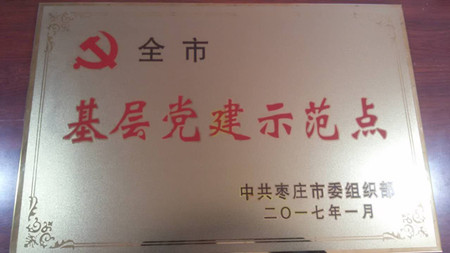 全市
基层党建示范点
中共枣庄市委组织部
二〇一七年一月